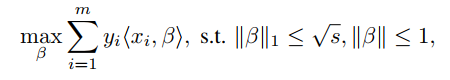 max_β ∑_{i=1}^{m} y_i⟨x_i, β⟩, s.t. ‖β‖_1 ≤ √s, ‖β‖ ≤ 1,